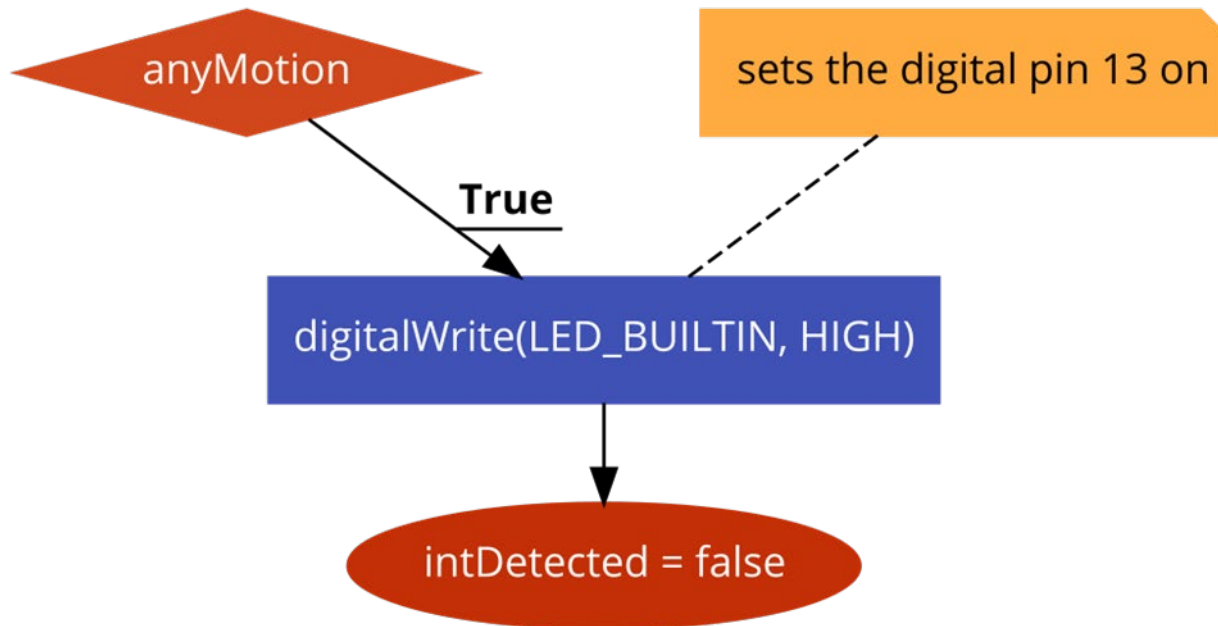 anyMotion
sets the digital pin 13 on
True
digitalWrite(LED_BUILTIN, HIGH)
intDetected = false